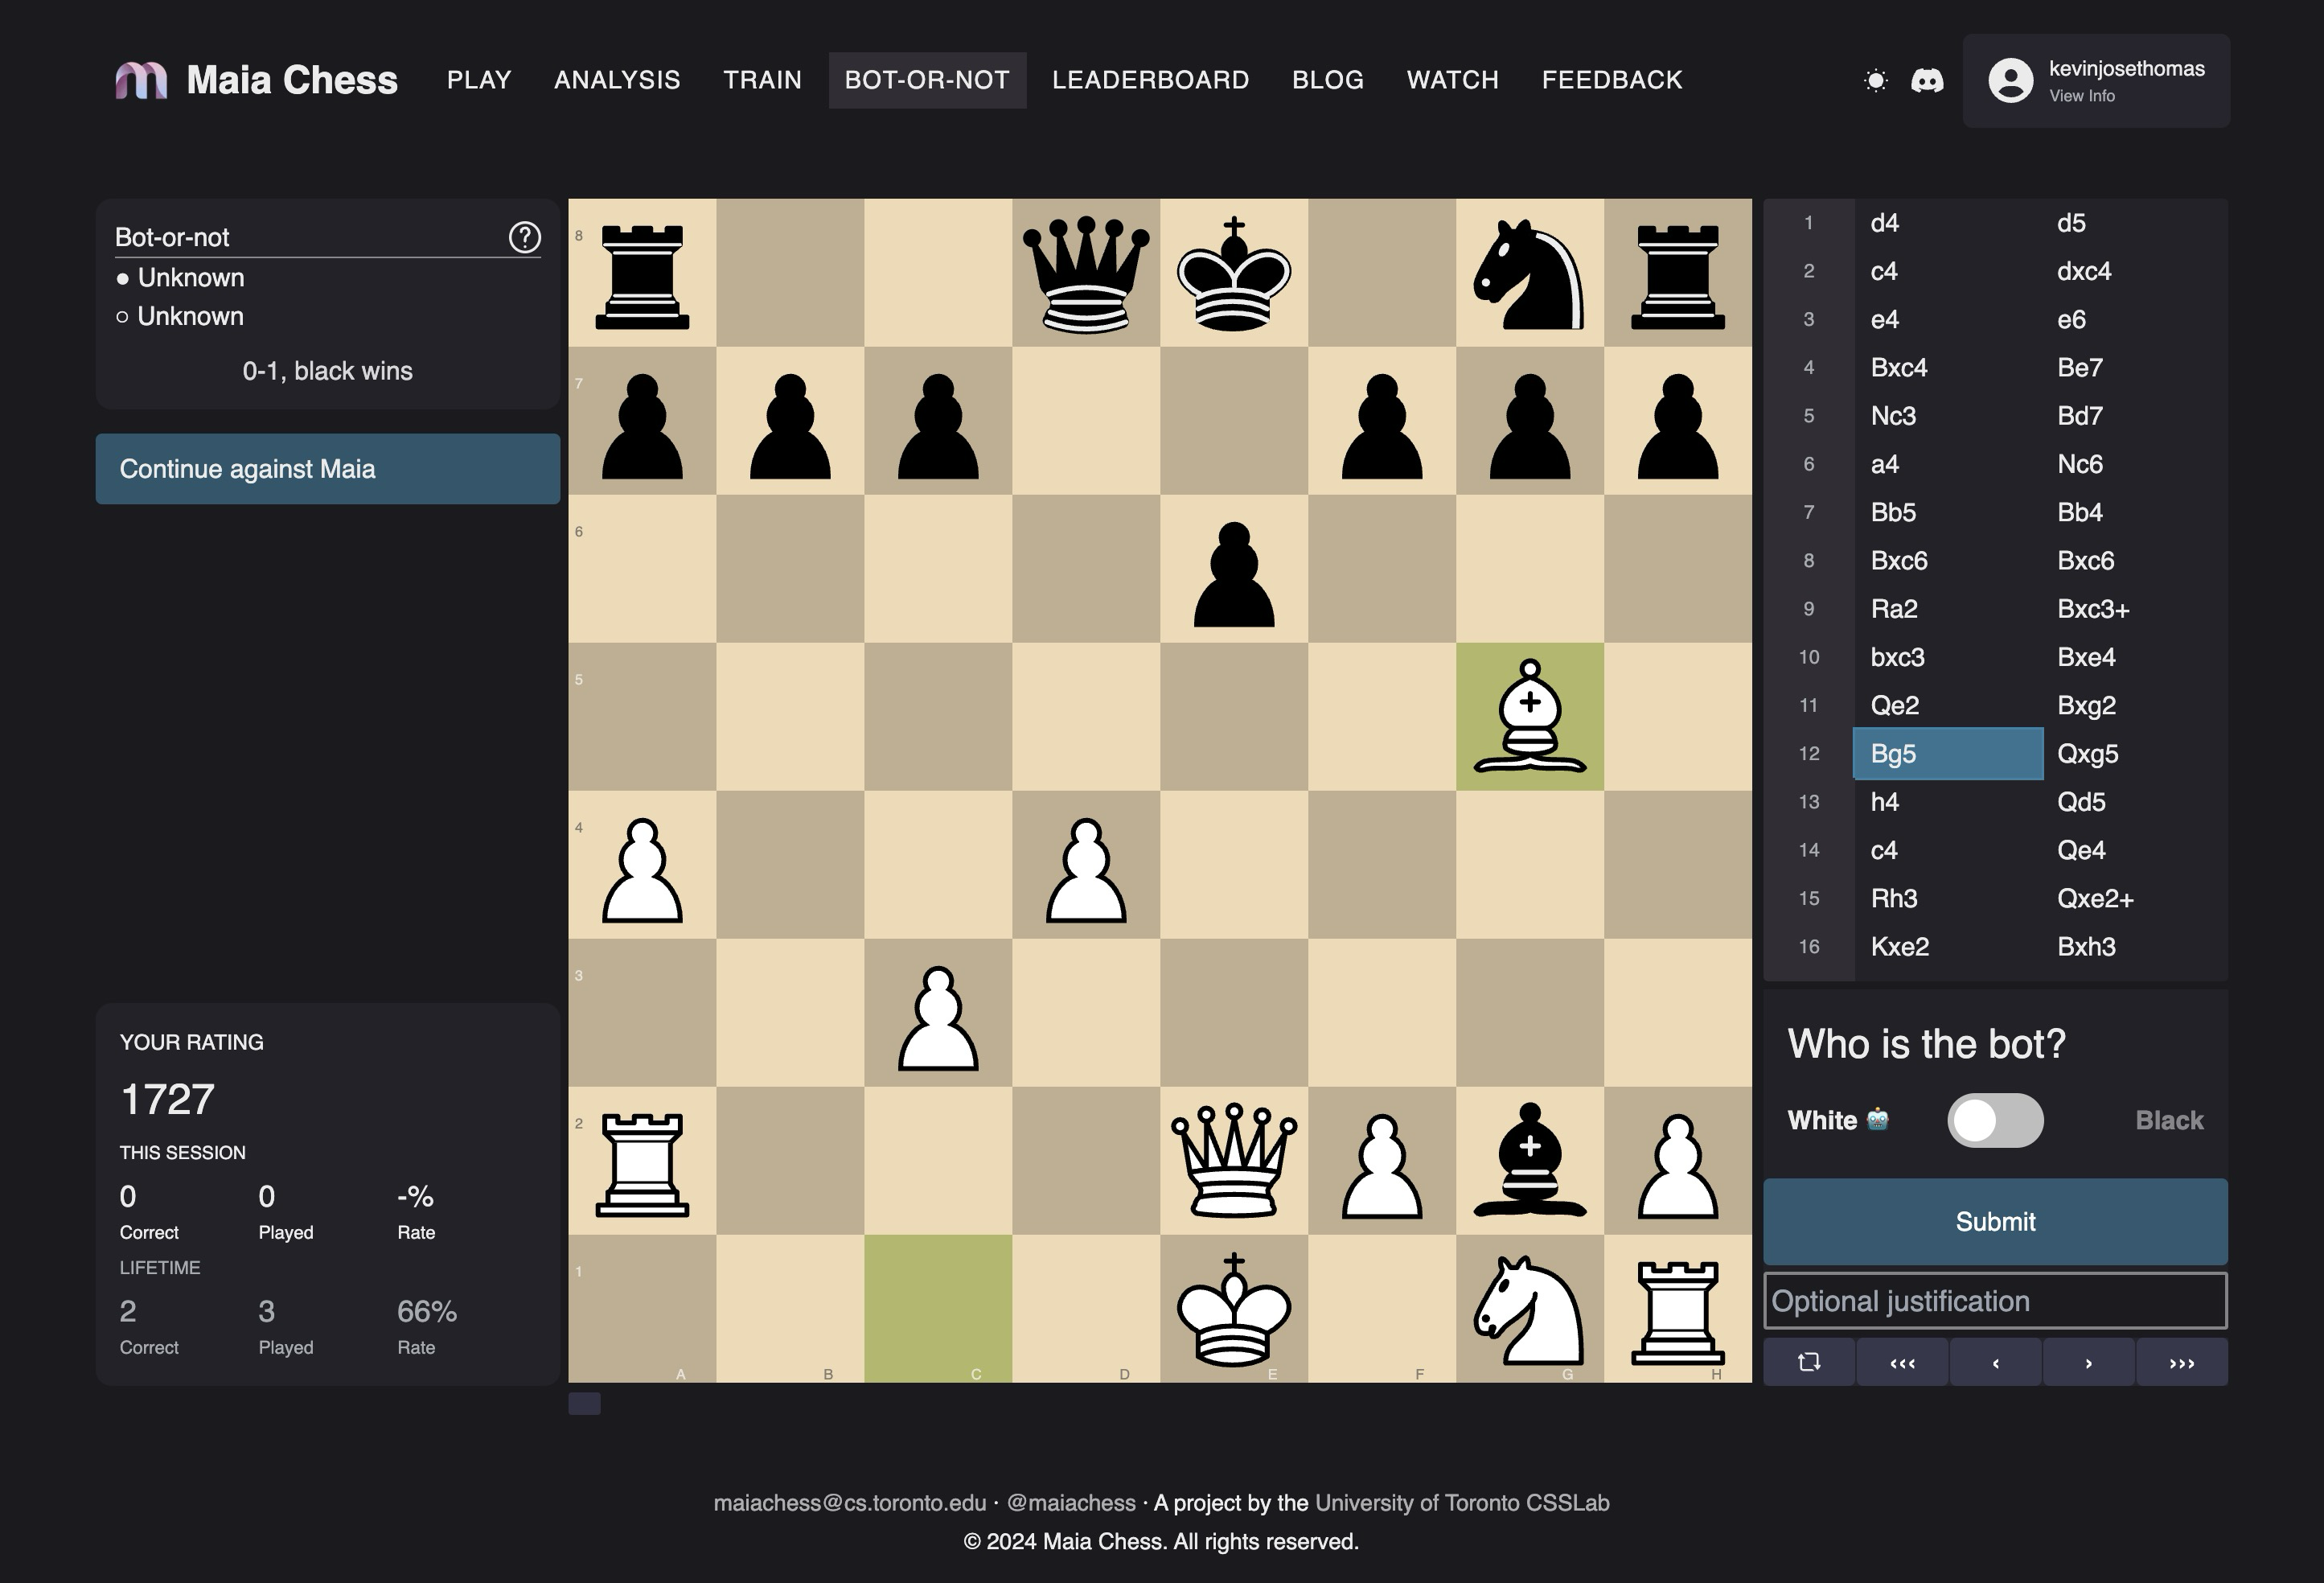 Maia Chess PLAY ANALYSIS TRAIN BOT-OR-NOT LEADERBOARD BLOG WATCH FEEDBACK
kevinjosethomas
View Info
Bot-or-not ?
Unknown
Unknown
0-1, black wins
Continue against Maia
YOUR RATING
1727
THIS SESSION
0 0 -%
Correct Played Rate
LIFETIME
2 3 66%
Correct Played Rate
8
7
6
5
4
3
2
1
A B C D E F G H
1 d4 d5
2 c4 dxc4
3 e4 e6
4 Bxc4 Be7
5 Nc3 Bd7
6 a4 Nc6
7 Bb5 Bb4
8 Bxc6 Bxc6
9 Ra2 Bxc3+
10 bxc3 Bxe4
11 Qe2 Bxg2
12 Bg5 Qxg5
13 h4 Qd5
14 c4 Qe4
15 Rh3 Qxe2+
16 Kxe2 Bxh3
Who is the bot?
White 🤖 Black
Submit
Optional justification
‹‹‹ ‹ › ›››
maiachess@cs.toronto.edu · @maiachess · A project by the University of Toronto CSSLab
© 2024 Maia Chess. All rights reserved.